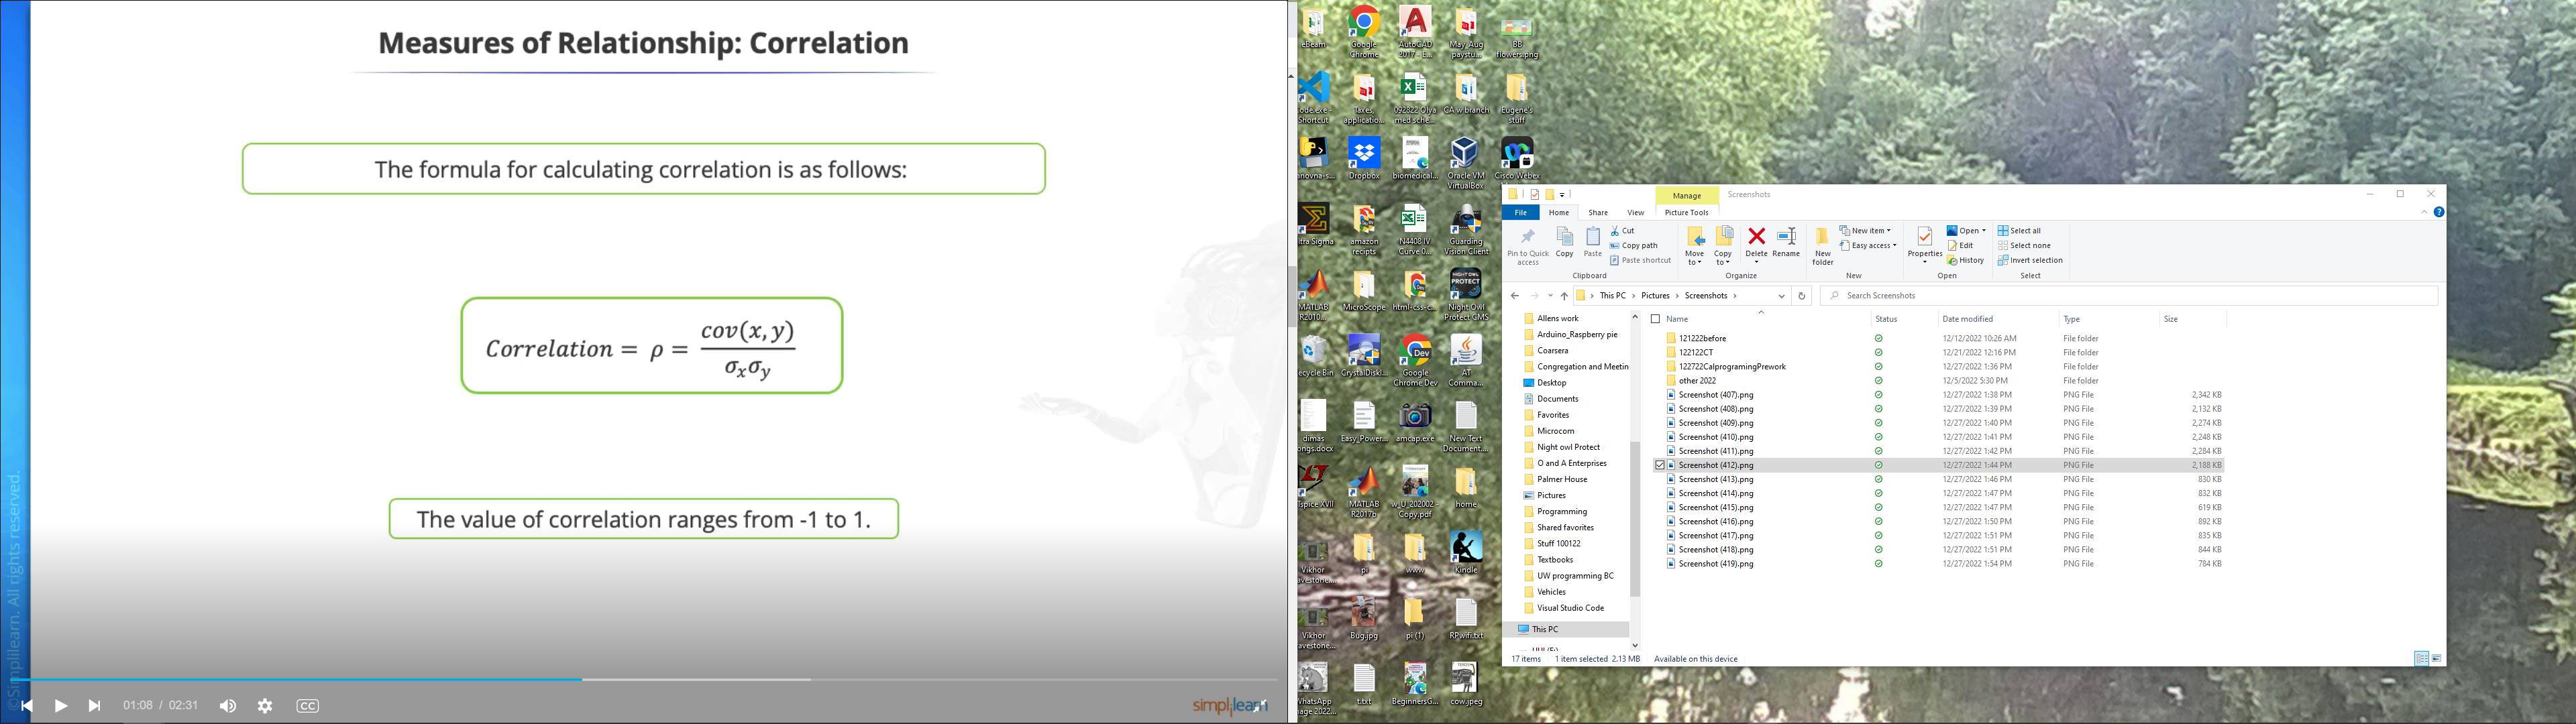 Measures of Relationship: Correlation
The formula for calculating correlation is as follows:
Correlation = ρ = cov(x, y) / σxσy
The value of correlation ranges from -1 to 1.
©Simplilearn. All rights reserved.
01:08 / 02:31
CC
simplilearn
eBeam
Google Chrome
AutoCAD 2017 - E...
May_Aug paystu...
BB flowers.png
ode.exe - Shortcut
Taxes, applicatio...
092822 Olya med sche...
CA w branch
Eugene's stuff
anovna-s...
Dropbox
biomedical...
Oracle VM VirtualBox
Cisco Webex
ltra Sigma
amazon recipts
N4408 IV Curve 0...
Guarding Vision Client
MATLAB R2010...
MicroScope
html-css-c...
Night Owl Protect CMS
ecycle Bin
CrystalDiskI...
Google Chrome Dev
AT Comma...
dimas ongs.docx
Easy_Power...
amcap.exe
New Text Document...
Tspice XVII
MATLAB R2017b
w_U_202002 - Copy.pdf
home
Vikhor avestone...
pi
www
Kindle
Vikhor avestone...
Bug.jpg
pi (1)
RPwifi.txt
WhatsApp age 2022...
t.txt
BeginnersG...
cow.jpeg
Manage
Screenshots
File
Home
Share
View
Picture Tools
Pin to Quick access
Copy
Paste
Cut
Copy path
Paste shortcut
Move to
Copy to
Delete
Rename
New folder
New item
Easy access
Properties
Open
Edit
History
Select all
Select none
Invert selection
Clipboard
Organize
New
Open
Select
This PC > Pictures > Screenshots >
Search Screenshots
Allens work
Arduino_Raspberry pie
Coarsera
Congregation and Meetin
Desktop
Documents
Favorites
Microcom
Night owl Protect
O and A Enterprises
Palmer House
Pictures
Programming
Shared favorites
Stuff 100122
Textbooks
UW programming BC
Vehicles
Visual Studio Code
This PC
Name Status Date modified Type Size
121222before 12/12/2022 10:26 AM File folder
122122CT 12/21/2022 12:16 PM File folder
122722CalprogramingPrework 12/27/2022 1:36 PM File folder
other 2022 12/5/2022 5:30 PM File folder
Screenshot (407).png 12/27/2022 1:38 PM PNG File 2,342 KB
Screenshot (408).png 12/27/2022 1:39 PM PNG File 2,132 KB
Screenshot (409).png 12/27/2022 1:40 PM PNG File 2,274 KB
Screenshot (410).png 12/27/2022 1:41 PM PNG File 2,248 KB
Screenshot (411).png 12/27/2022 1:42 PM PNG File 2,284 KB
Screenshot (412).png 12/27/2022 1:44 PM PNG File 2,188 KB
Screenshot (413).png 12/27/2022 1:46 PM PNG File 830 KB
Screenshot (414).png 12/27/2022 1:47 PM PNG File 832 KB
Screenshot (415).png 12/27/2022 1:47 PM PNG File 619 KB
Screenshot (416).png 12/27/2022 1:50 PM PNG File 892 KB
Screenshot (417).png 12/27/2022 1:51 PM PNG File 835 KB
Screenshot (418).png 12/27/2022 1:51 PM PNG File 844 KB
Screenshot (419).png 12/27/2022 1:54 PM PNG File 784 KB
17 items 1 item selected 2.13 MB Available on this device